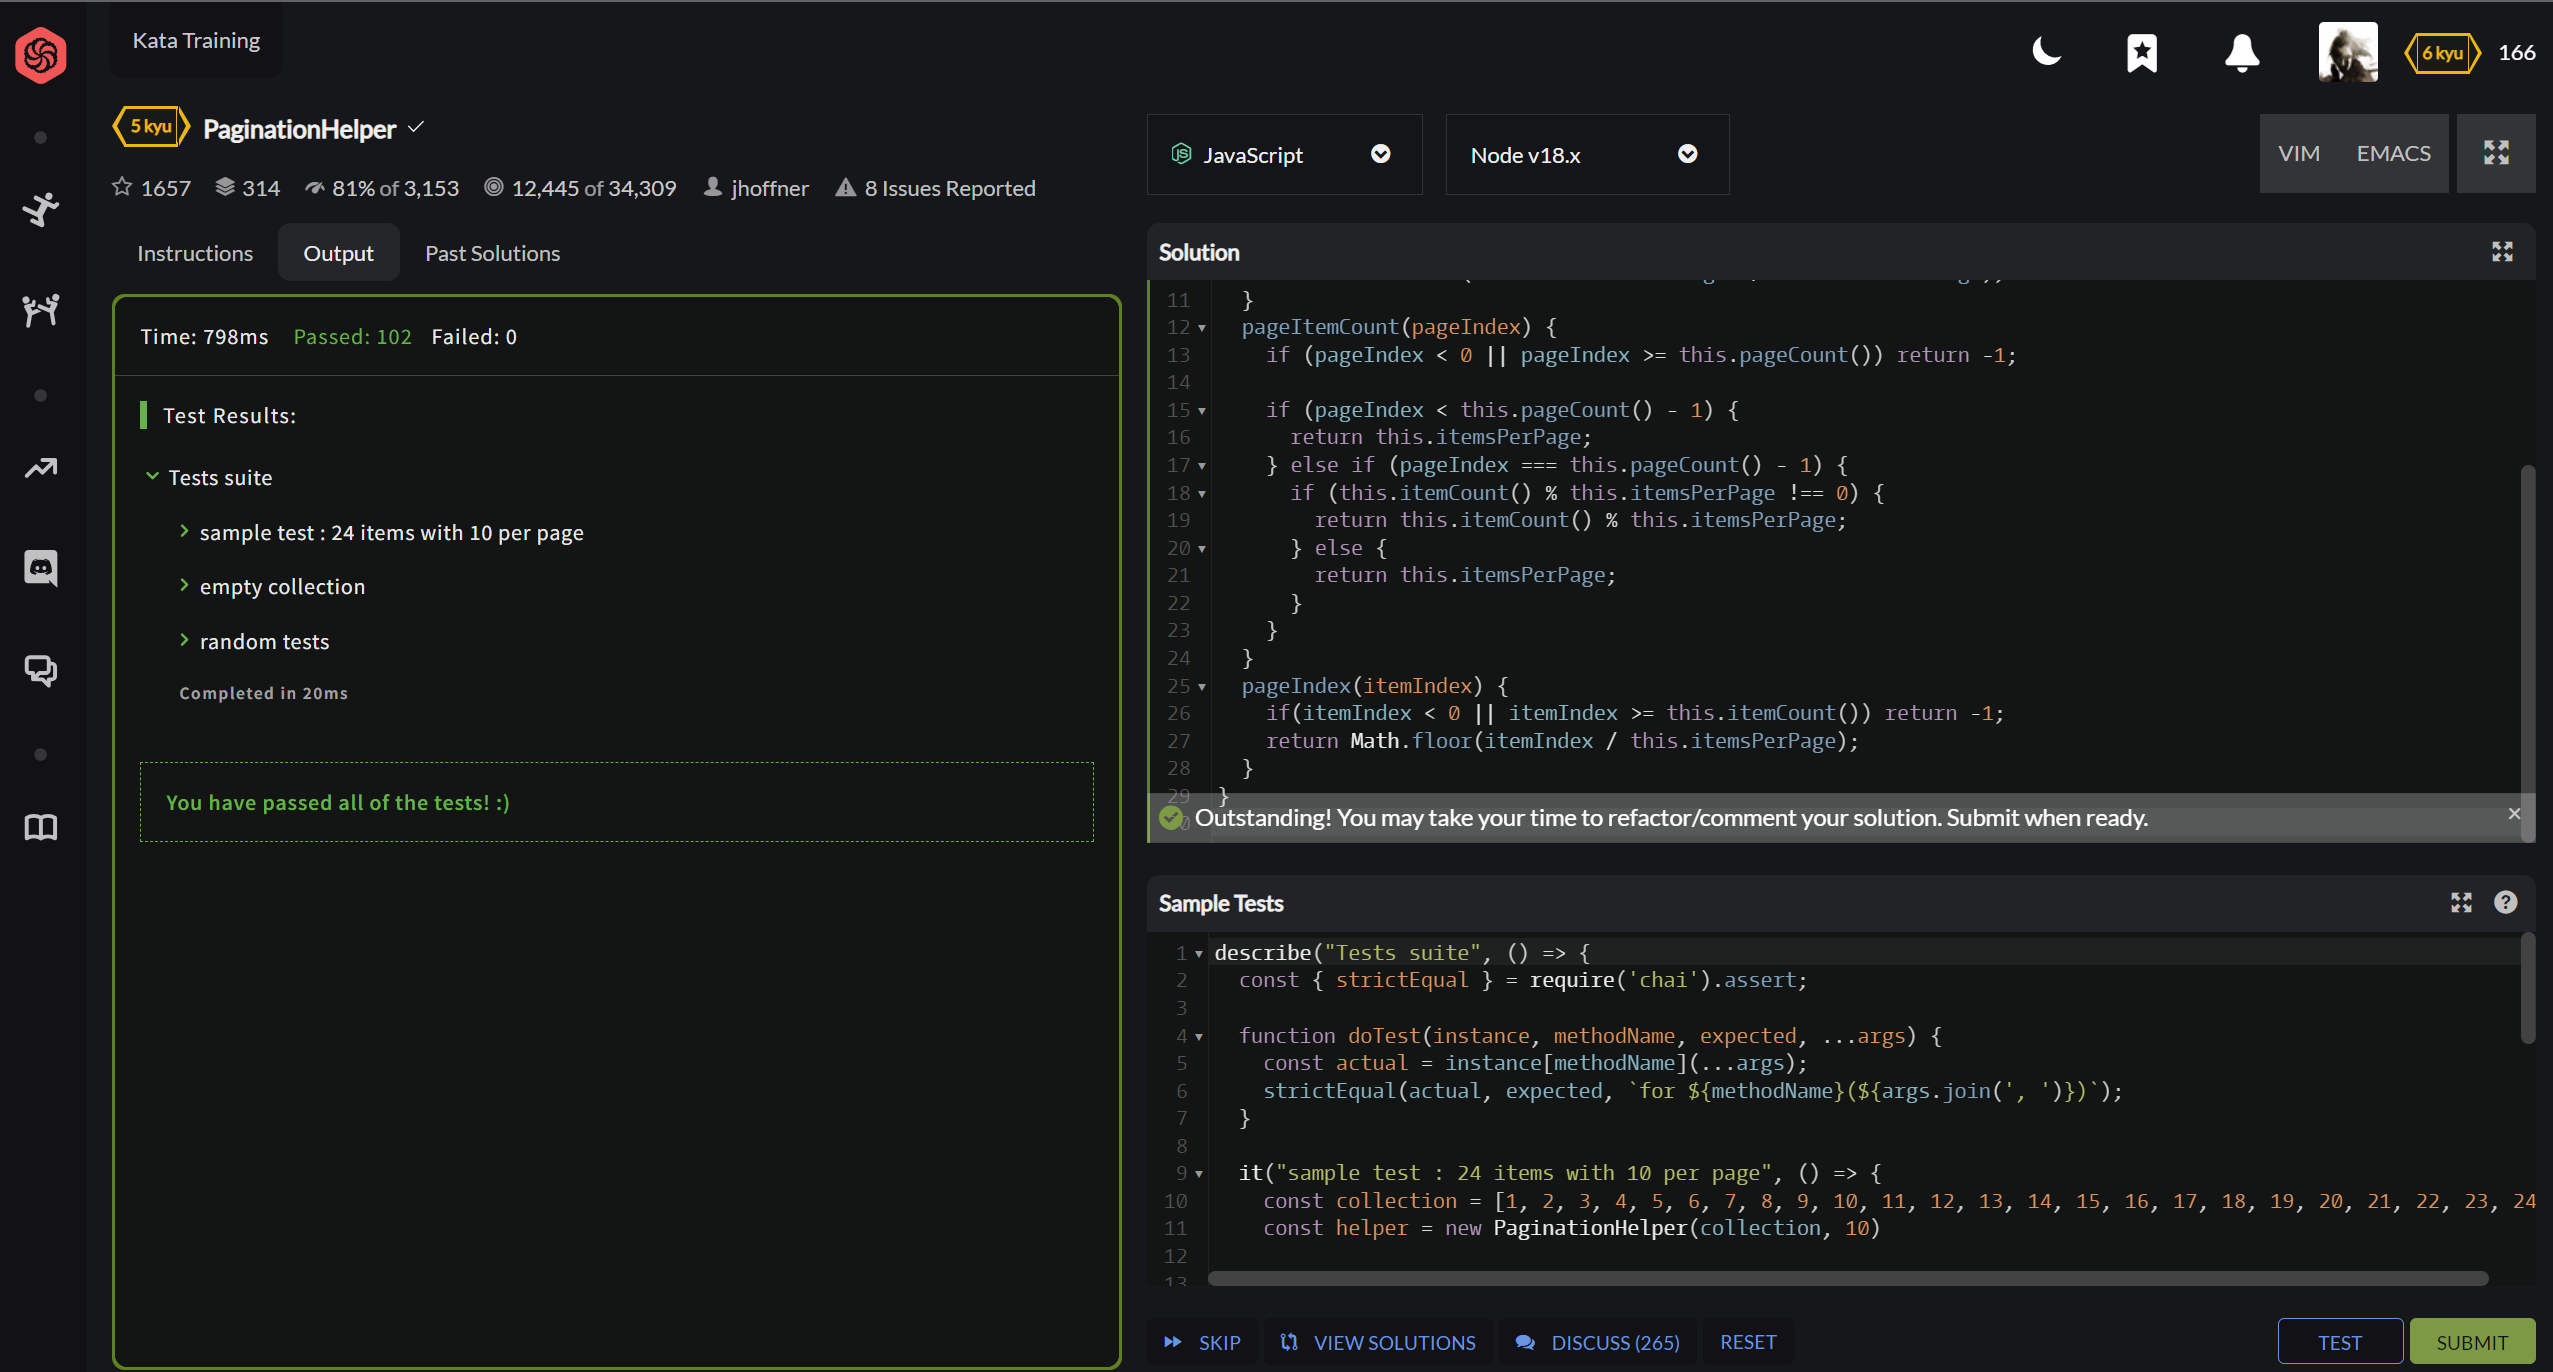 Kata Training
6 kyu 166
5 kyu PaginationHelper
1657 314 81% of 3,153 12,445 of 34,309 jhoffner 8 Issues Reported
Instructions Output Past Solutions
Time: 798ms Passed: 102 Failed: 0
Test Results:
Tests suite
sample test : 24 items with 10 per page
empty collection
random tests
Completed in 20ms
You have passed all of the tests! :)
JavaScript Node v18.x VIM EMACS
Solution
11 }
12 pageItemCount(pageIndex) {
13 if (pageIndex < 0 || pageIndex >= this.pageCount()) return -1;
14
15 if (pageIndex < this.pageCount() - 1) {
16 return this.itemsPerPage;
17 } else if (pageIndex === this.pageCount() - 1) {
18 if (this.itemCount() % this.itemsPerPage !== 0) {
19 return this.itemCount() % this.itemsPerPage;
20 } else {
21 return this.itemsPerPage;
22 }
23 }
24 }
25 pageIndex(itemIndex) {
26 if(itemIndex < 0 || itemIndex >= this.itemCount()) return -1;
27 return Math.floor(itemIndex / this.itemsPerPage);
28 }
29 }
Outstanding! You may take your time to refactor/comment your solution. Submit when ready.
Sample Tests
1 describe("Tests suite", () => {
2 const { strictEqual } = require('chai').assert;
3
4 function doTest(instance, methodName, expected, ...args) {
5 const actual = instance[methodName](...args);
6 strictEqual(actual, expected, `for ${methodName}(${args.join(', ')})`);
7 }
8
9 it("sample test : 24 items with 10 per page", () => {
10 const collection = [1, 2, 3, 4, 5, 6, 7, 8, 9, 10, 11, 12, 13, 14, 15, 16, 17, 18, 19, 20, 21, 22, 23, 24
11 const helper = new PaginationHelper(collection, 10)
12
13
SKIP VIEW SOLUTIONS DISCUSS (265) RESET TEST SUBMIT